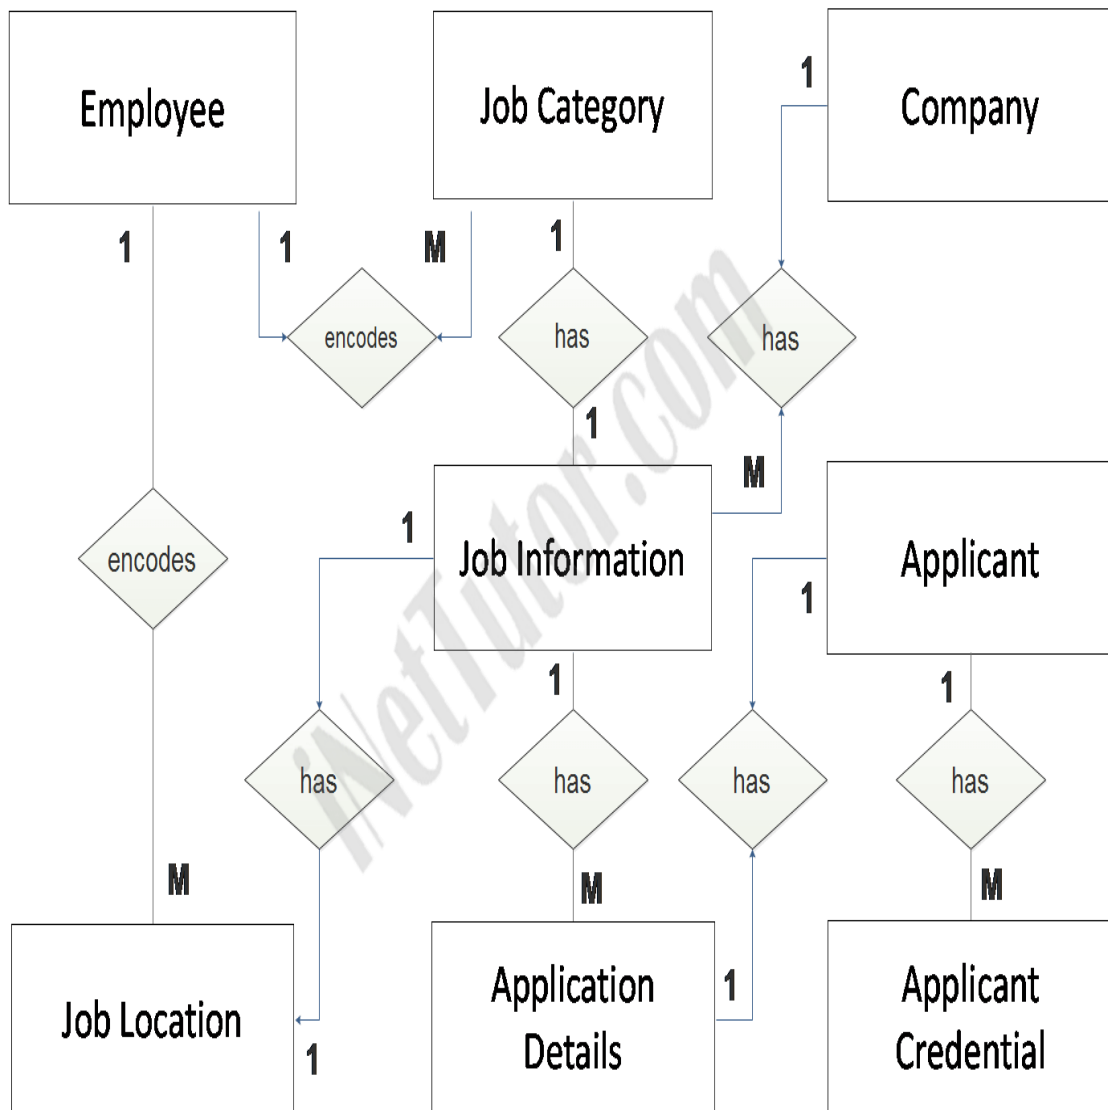 Employee
Job Category
Company
1
1
1
M
1
encodes
has
has
1
M
1
encodes
Job Information
Applicant
1
1
1
has
has
has
has
M
M
M
1
1
Job Location
Application
Details
Applicant
Credential
iNetTutor.com